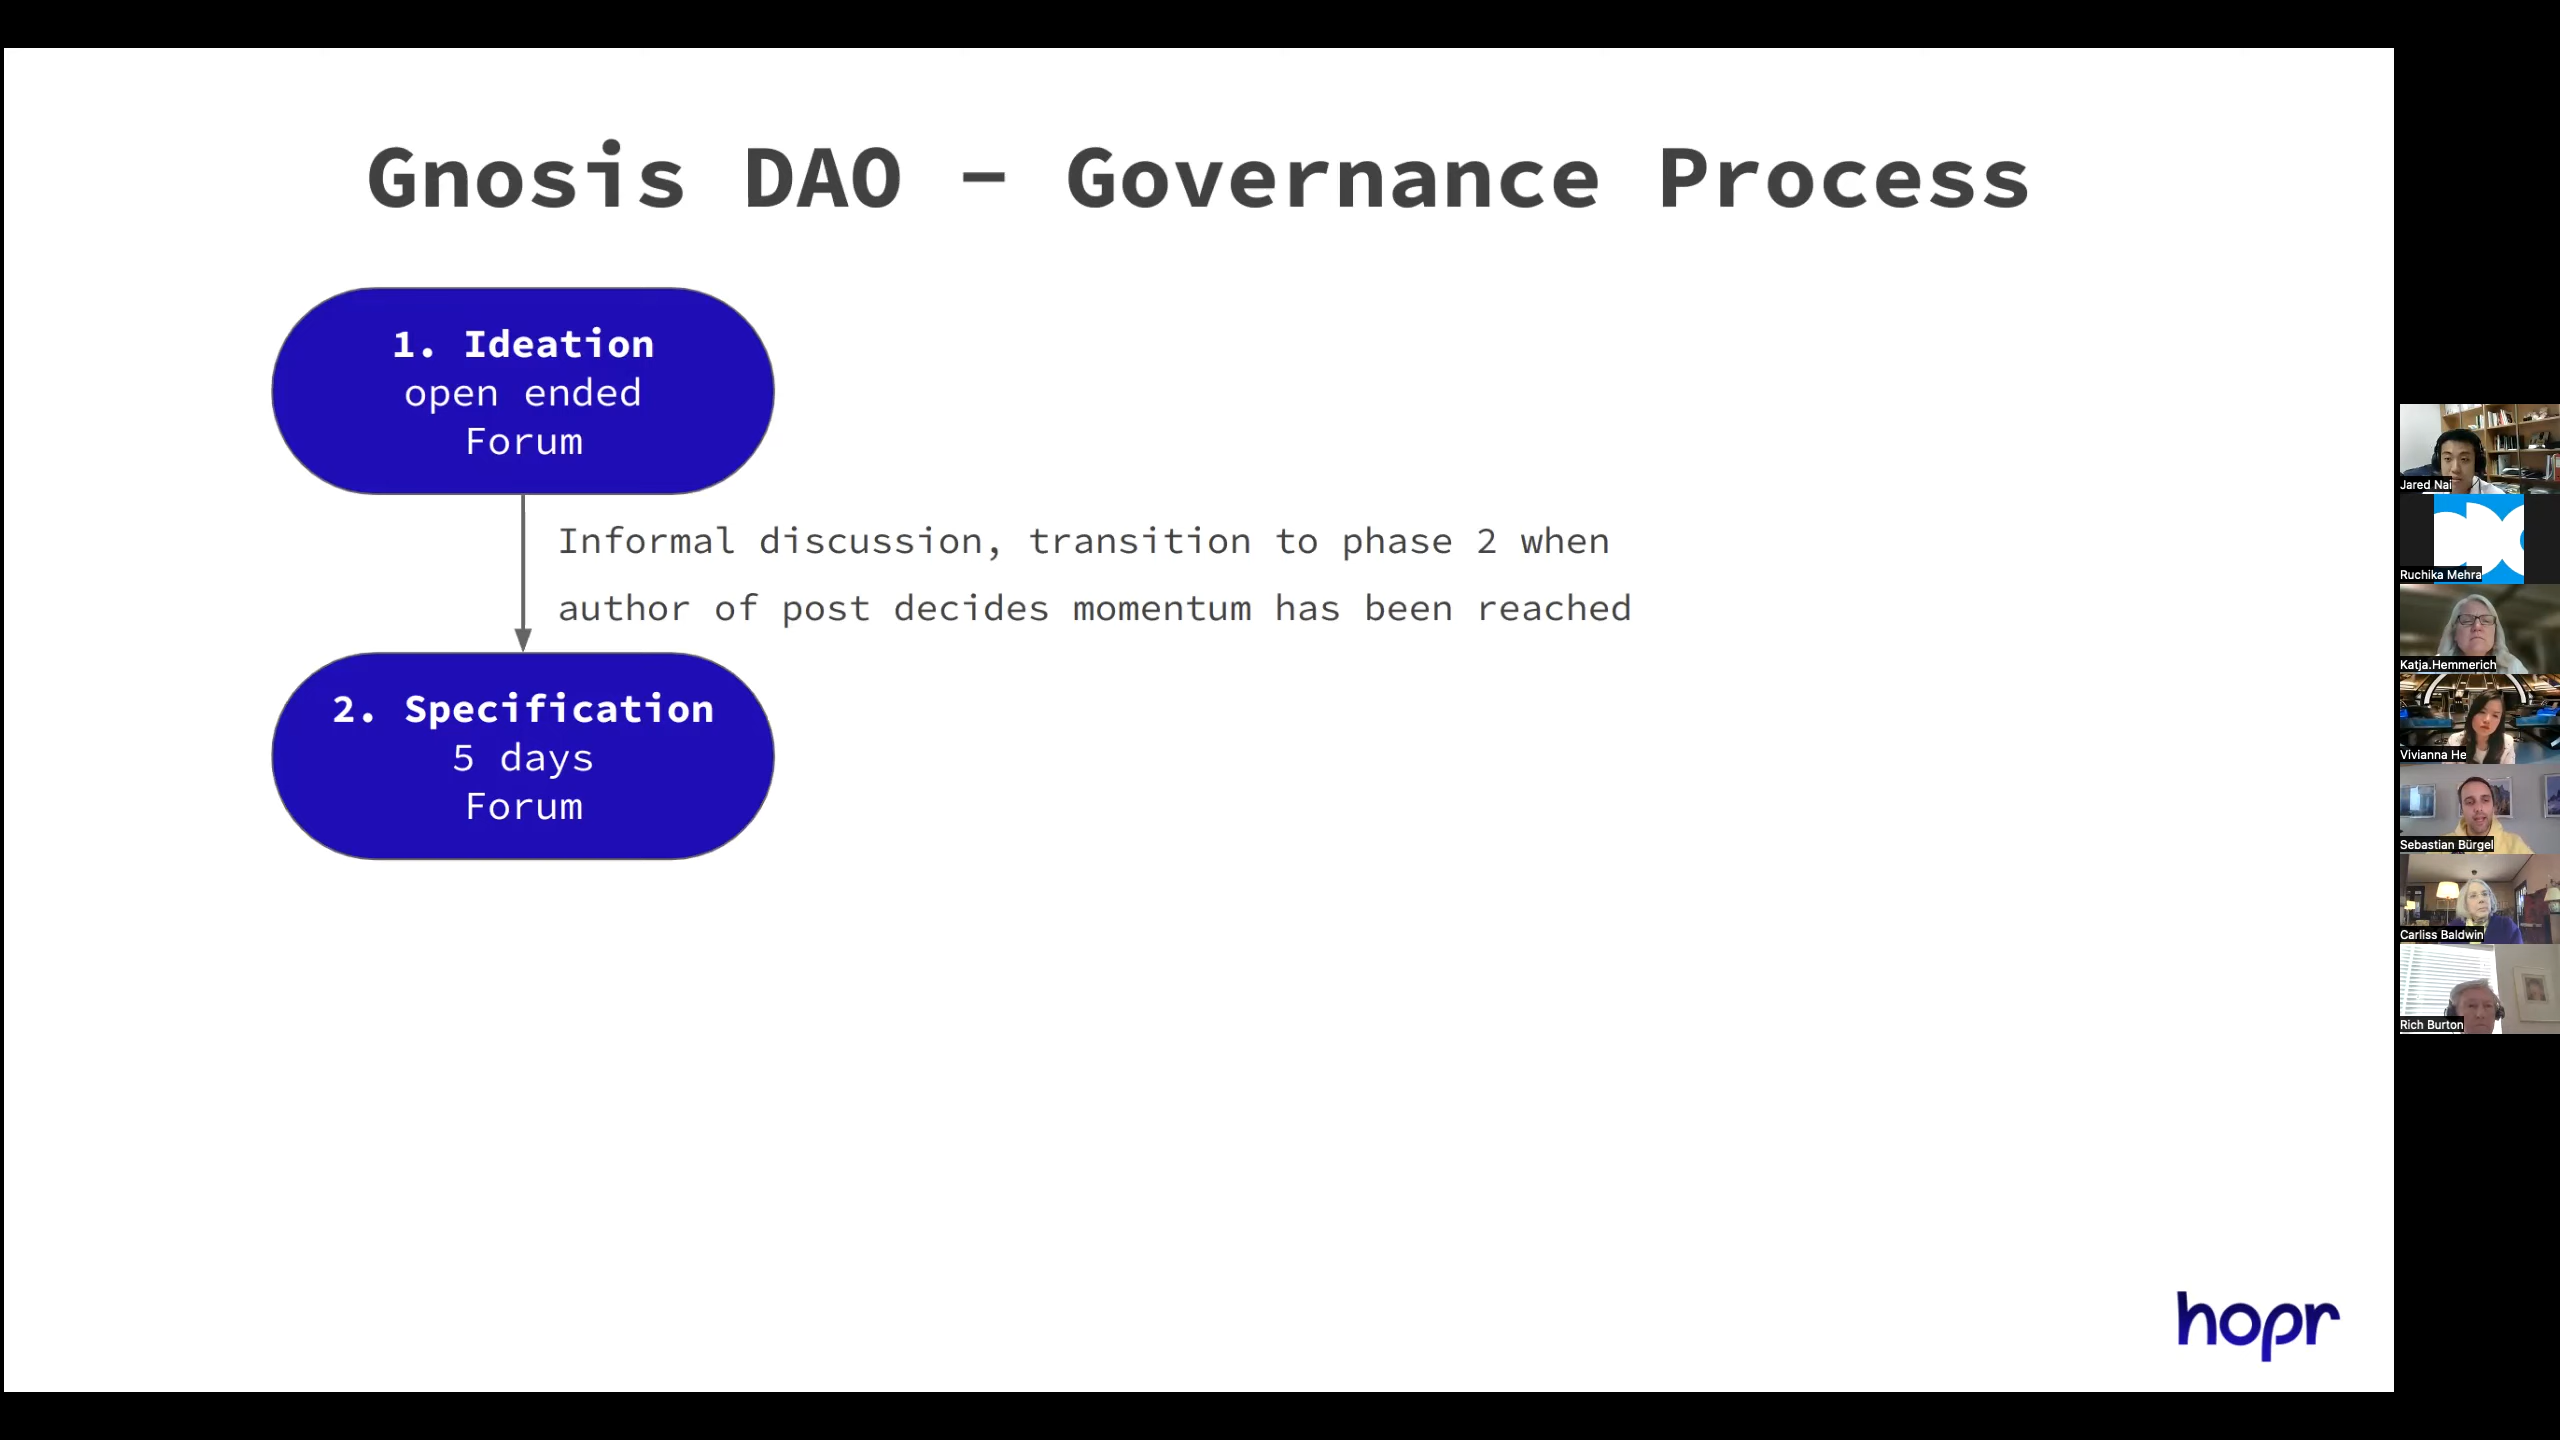 Gnosis DAO - Governance Process
1. Ideation
open ended
Forum
Informal discussion, transition to phase 2 when
author of post decides momentum has been reached
2. Specification
5 days
Forum
hopr
Jared Nai
Ruchika Mehra
Katja.Hemmerich
Vivianna He
Sebastian Bürgel
Carliss Baldwin
Rich Burton